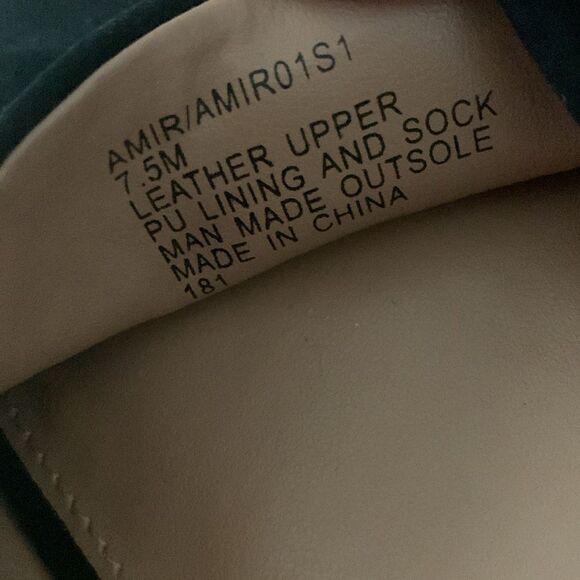 AMIR/AMIR01S1
7.5M
LEATHER UPPER
PU LINING AND SOCK
MAN MADE OUTSOLE
MADE IN CHINA
181